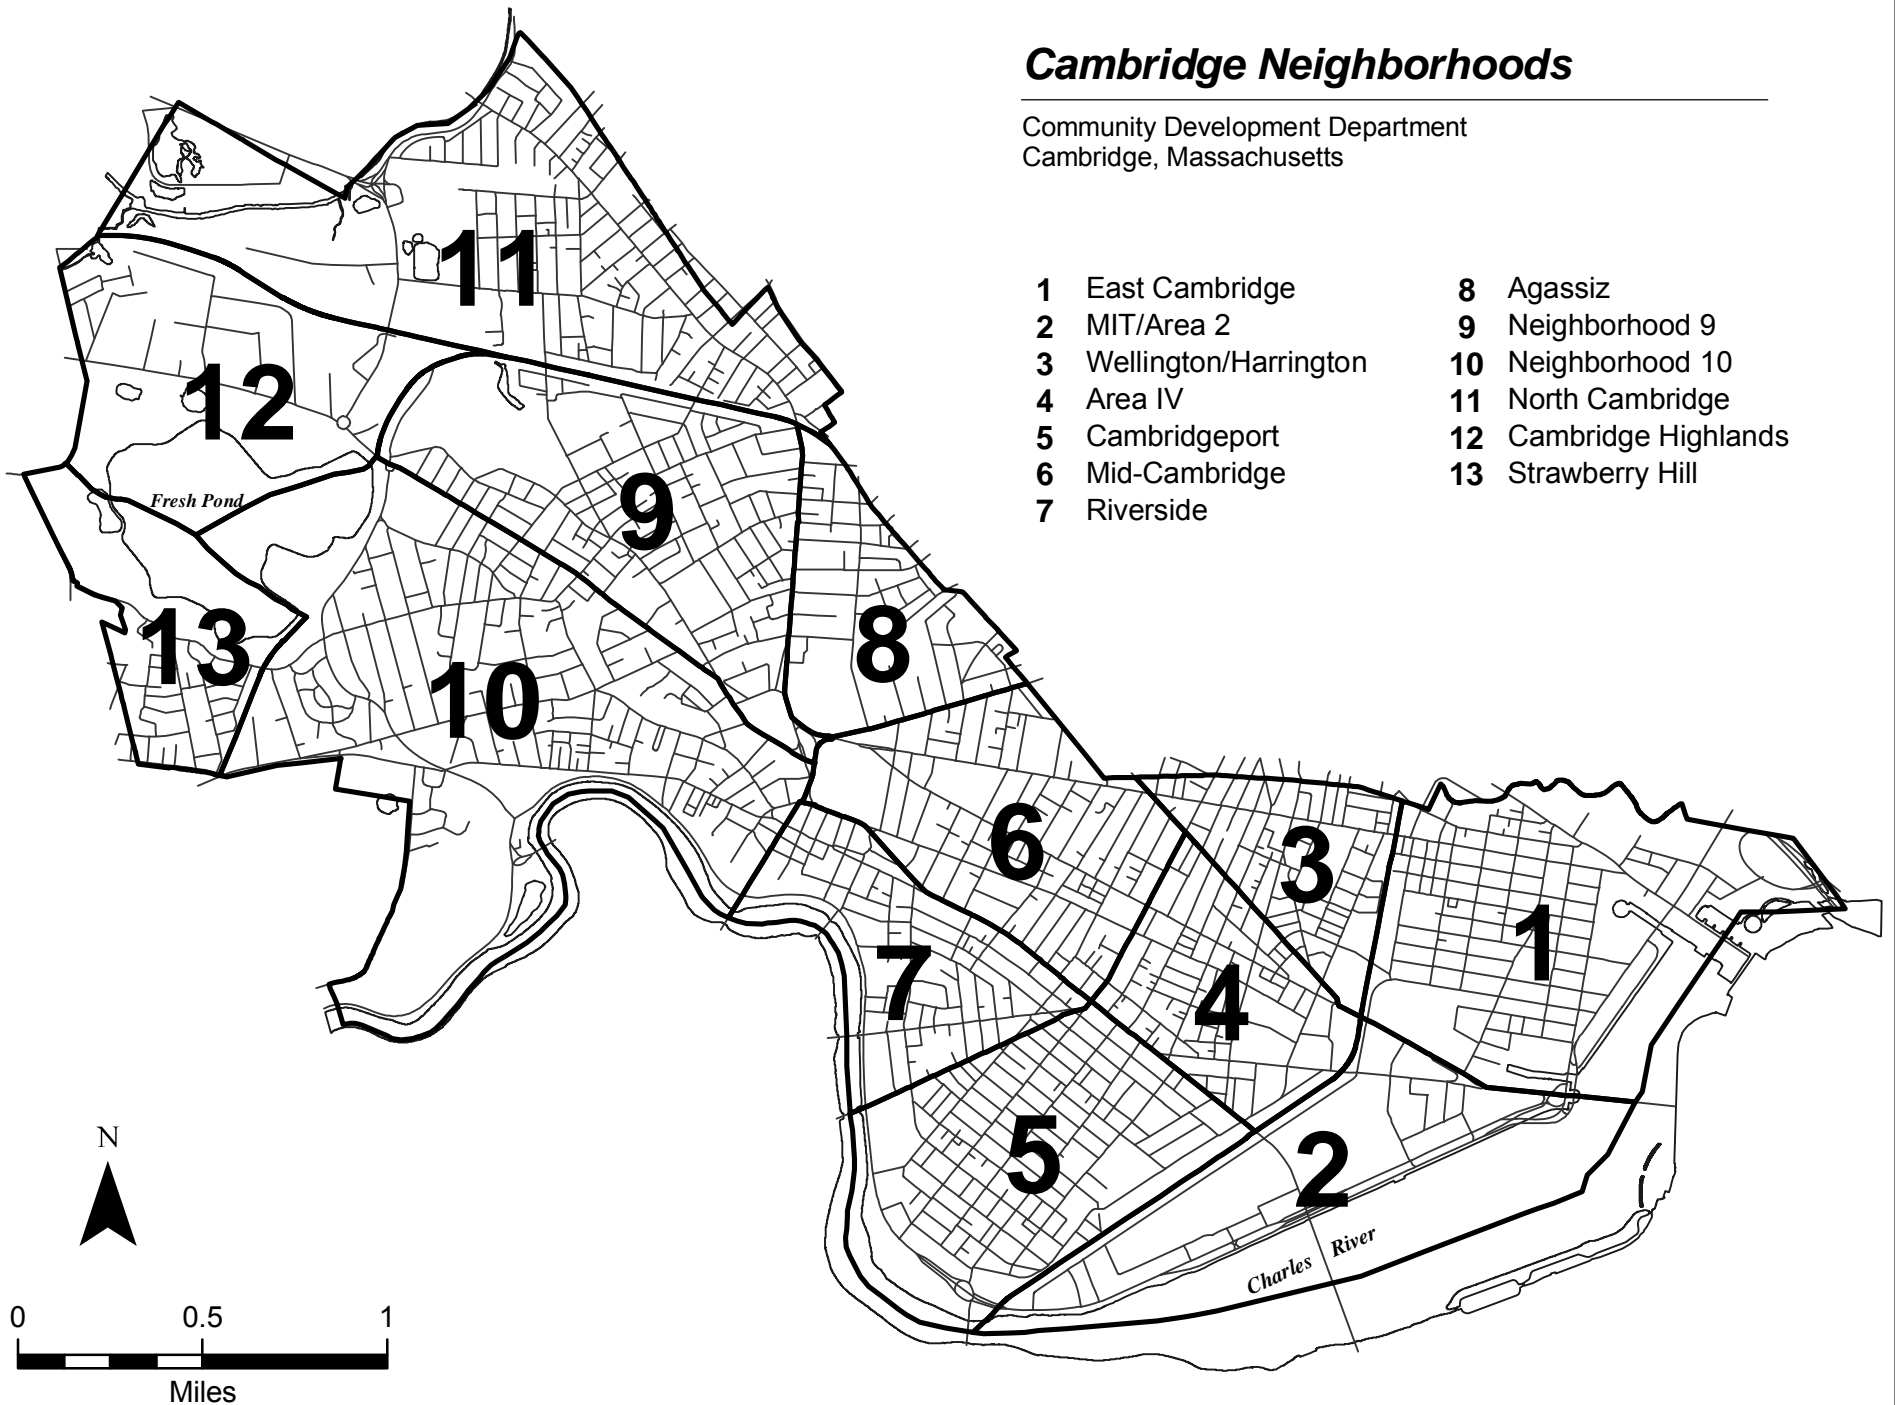 Cambridge Neighborhoods
Community Development Department
Cambridge, Massachusetts
1 East Cambridge
2 MIT/Area 2
3 Wellington/Harrington
4 Area IV
5 Cambridgeport
6 Mid-Cambridge
7 Riverside
8 Agassiz
9 Neighborhood 9
10 Neighborhood 10
11 North Cambridge
12 Cambridge Highlands
13 Strawberry Hill
11
12
Fresh Pond
9
13
8
10
6
3
1
7
4
5
2
Charles River
N
0 0.5 1
Miles